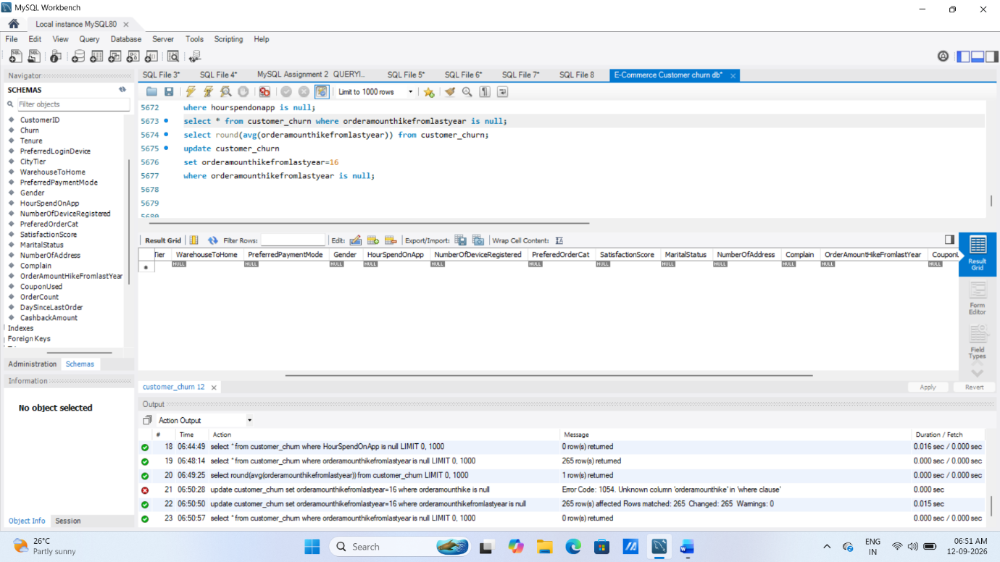 MySQL Workbench
Local instance MySQL80
File Edit View Query Database Server Tools Scripting Help
Navigator
SCHEMAS
Filter objects
CustomerID
Churn
Tenure
PreferredLoginDevice
CityTier
WarehouseToHome
PreferredPaymentMode
Gender
HourSpendOnApp
NumberOfDeviceRegistered
PreferedOrderCat
SatisfactionScore
MaritalStatus
NumberOfAddress
Complain
OrderAmountHikeFromlastYear
CouponUsed
OrderCount
DaySinceLastOrder
CashbackAmount
Indexes
Foreign Keys
Administration Schemas
Information
No object selected
Object Info Session
SQL File 3* SQL File 4* MySQL Assignment 2 QUERYI... SQL File 5* SQL File 6* SQL File 7* SQL File 8 E-Commerce Customer churn db*
Limit to 1000 rows
5672 where hourspendonapp is null;
5673 select * from customer_churn where orderamounthikefromlastyear is null;
5674 select round(avg(orderamounthikefromlastyear)) from customer_churn;
5675 update customer_churn
5676 set orderamounthikefromlastyear=16
5677 where orderamounthikefromlastyear is null;
5678
5679
5680
Result Grid Filter Rows: Edit: Export/Import: Wrap Cell Content:
Tier WarehouseToHome PreferredPaymentMode Gender HourSpendOnApp NumberOfDeviceRegistered PreferedOrderCat SatisfactionScore MaritalStatus NumberOfAddress Complain OrderAmountHikeFromlastYear CouponU
NULL NULL NULL NULL NULL NULL NULL NULL NULL NULL NULL NULL
Result
Grid
Form
Editor
Field
Types
customer_churn 12
Apply Revert
Output
Action Output
# Time Action Message Duration / Fetch
18 06:44:49 select * from customer_churn where HourSpendOnApp is null LIMIT 0, 1000 0 row(s) returned 0.016 sec / 0.000 sec
19 06:48:14 select * from customer_churn where orderamounthikefromlastyear is null LIMIT 0, 1000 265 row(s) returned 0.000 sec / 0.000 sec
20 06:49:25 select round(avg(orderamounthikefromlastyear)) from customer_churn LIMIT 0, 1000 1 row(s) returned 0.000 sec / 0.000 sec
21 06:50:28 update customer_churn set orderamounthikefromlastyear=16 where orderamounthike is null Error Code: 1054. Unknown column 'orderamounthike' in 'where clause' 0.000 sec
22 06:50:50 update customer_churn set orderamounthikefromlastyear=16 where orderamounthikefromlastyear is null 265 row(s) affected Rows matched: 265 Changed: 265 Warnings: 0 0.015 sec
23 06:50:57 select * from customer_churn where orderamounthikefromlastyear is null LIMIT 0, 1000 0 row(s) returned 0.000 sec / 0.000 sec
26°C
Partly sunny
Search
ENG
IN
06:51 AM
12-09-2026